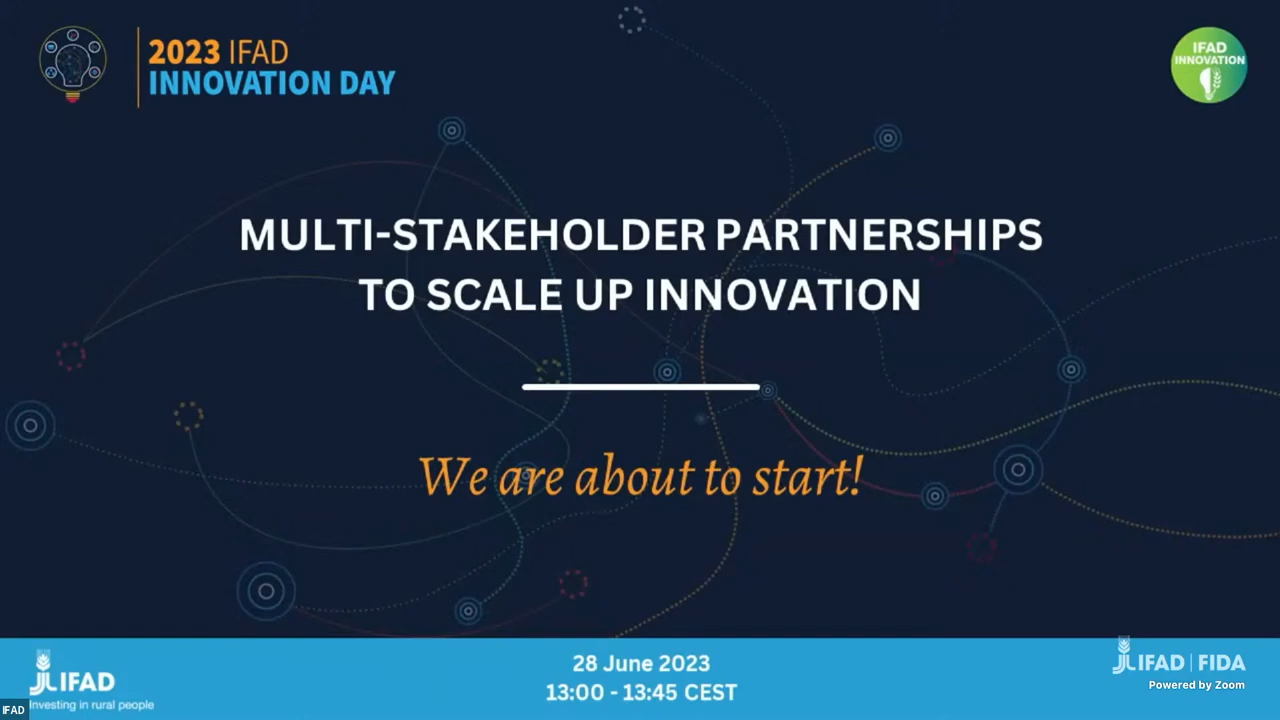 2023 IFAD
INNOVATION DAY
IFAD
INNOVATION
MULTI-STAKEHOLDER PARTNERSHIPS
TO SCALE UP INNOVATION
We are about to start!
IFAD
Investing in rural people
28 June 2023
13:00 - 13:45 CEST
IFAD | FIDA
Powered by Zoom
IFAD